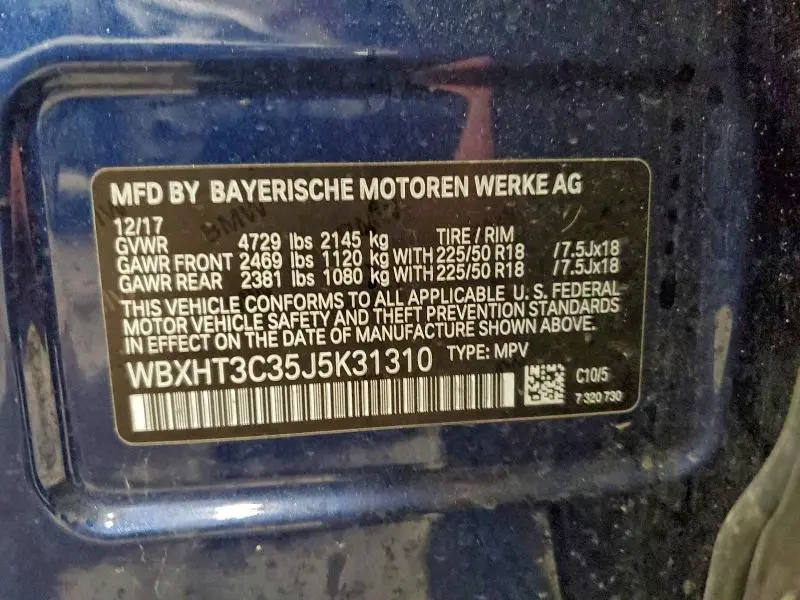 MFD BY BAYERISCHE MOTOREN WERKE AG
12/17
GVWR 4729 lbs 2145 kg TIRE / RIM
GAWR FRONT 2469 lbs 1120 kg WITH 225/50 R18 /7.5Jx18
GAWR REAR 2381 lbs 1080 kg WITH 225/50 R18 /7.5Jx18
THIS VEHICLE CONFORMS TO ALL APPLICABLE U. S. FEDERAL
MOTOR VEHICLE SAFETY AND THEFT PREVENTION STANDARDS
IN EFFECT ON THE DATE OF MANUFACTURE SHOWN ABOVE.
WBXHT3C35J5K31310 TYPE: MPV
C10/5
7 320 730